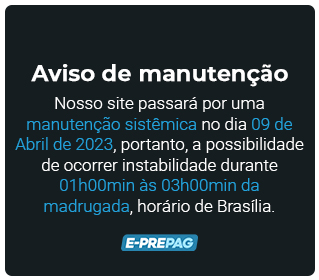 Aviso de manutenção
Nosso site passará por uma
manutenção sistêmica no dia 09 de
Abril de 2023, portanto, a possibilidade
de ocorrer instabilidade durante
01h00min às 03h00min da
madrugada, horário de Brasília.
E-PREPAG